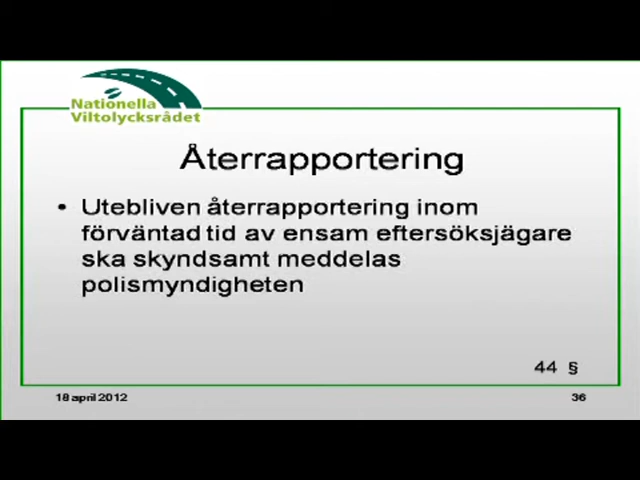 Nationella
Viltolycksrådet
Återrapportering
• Utebliven återrapportering inom
förväntad tid av ensam eftersöksjägare
ska skyndsamt meddelas
polismyndigheten
44 §
18 april 2012
36